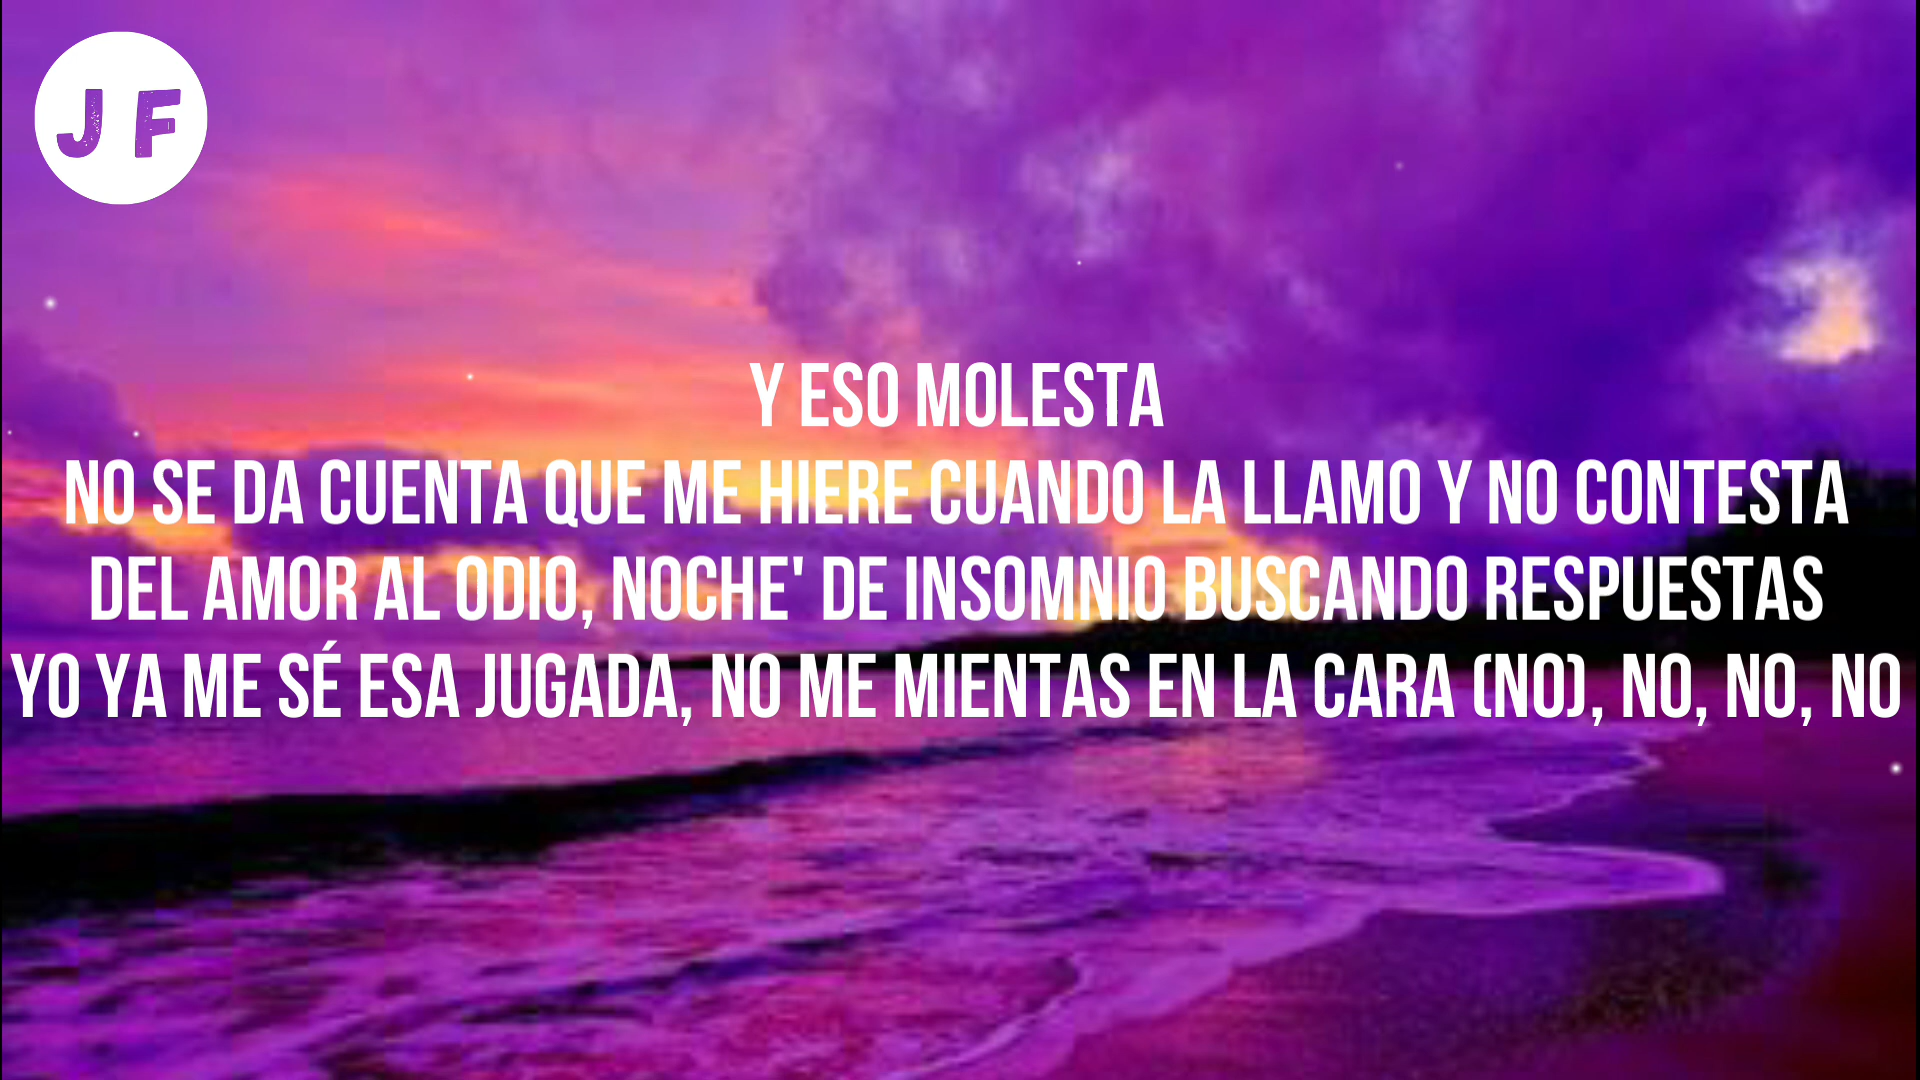 J F
Y ESO MOLESTA
NO SE DA CUENTA QUE ME HIERE CUANDO LA LLAMO Y NO CONTESTA
DEL AMOR AL ODIO, NOCHE' DE INSOMNIO BUSCANDO RESPUESTAS
YO YA ME SÉ ESA JUGADA, NO ME MIENTAS EN LA CARA (NO), NO, NO, NO